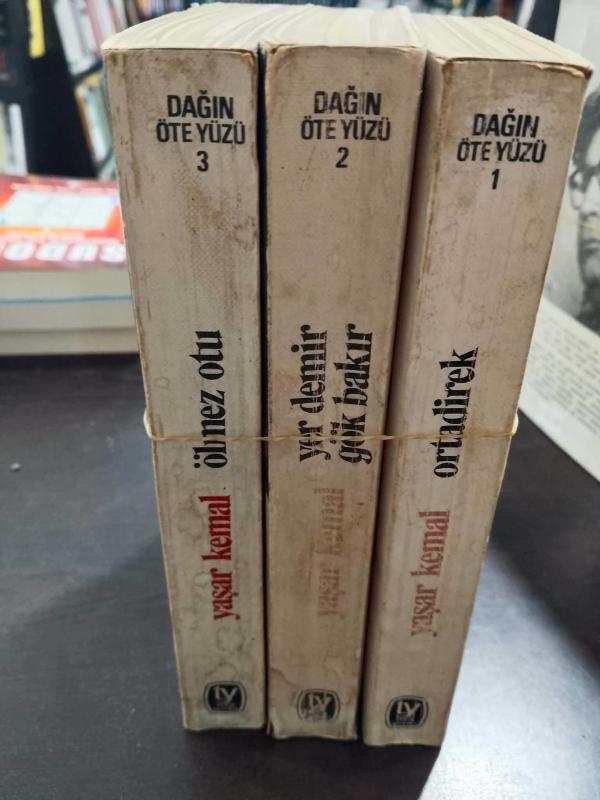 DAĞIN
ÖTE YÜZÜ
3
ölmez otu
yaşar kemal
DAĞIN
ÖTE YÜZÜ
2
yer demir
gök bakır
yaşar kemal
DAĞIN
ÖTE YÜZÜ
1
ortadirek
yaşar kemal